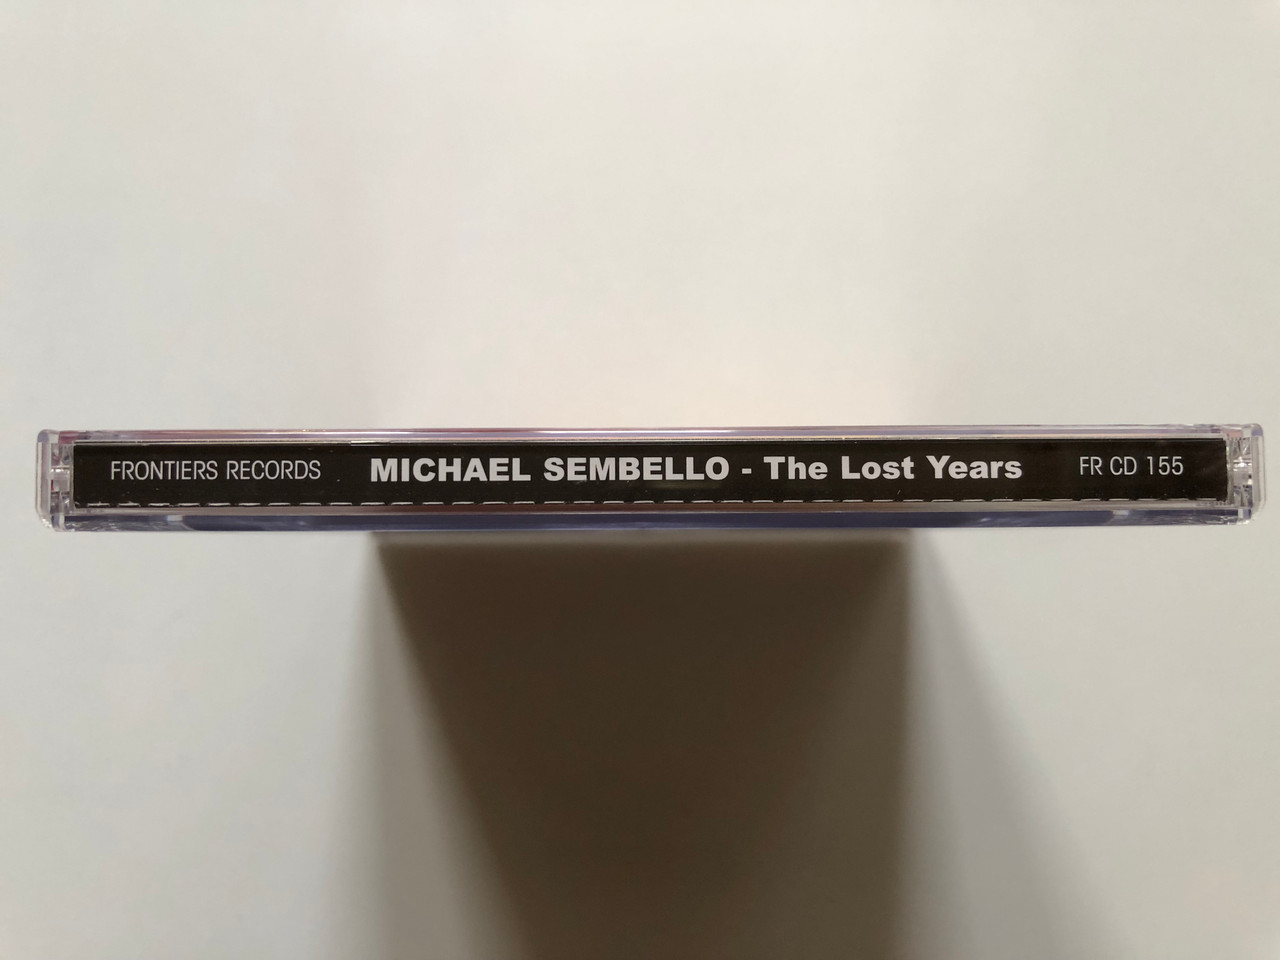 FRONTIERS RECORDS MICHAEL SEMBELLO - The Lost Years FR CD 155